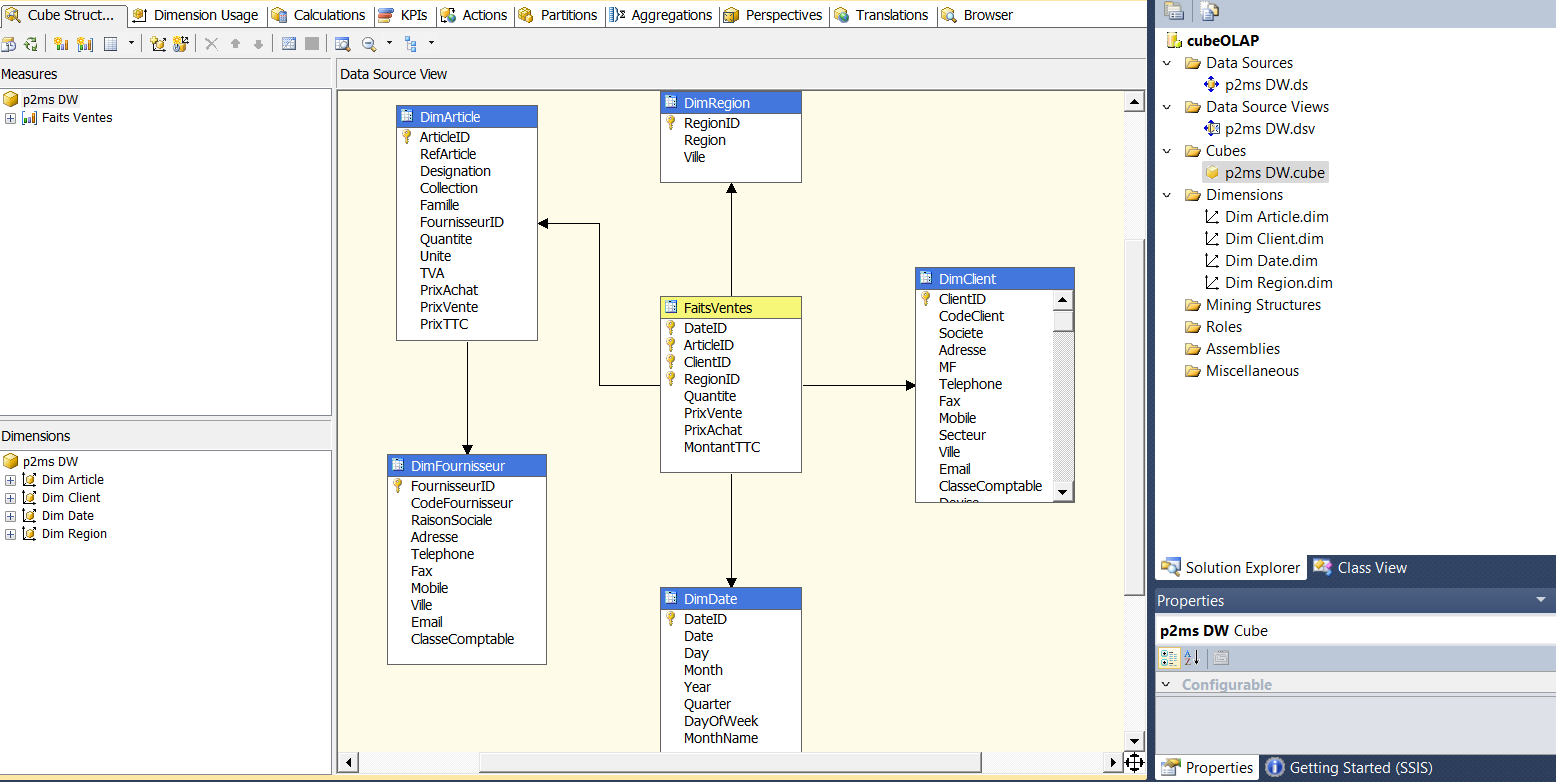 Cube Struct...
Dimension Usage
Calculations
KPIs
Actions
Partitions
Aggregations
Perspectives
Translations
Browser
Measures
p2ms DW
Faits Ventes
Dimensions
p2ms DW
Dim Article
Dim Client
Dim Date
Dim Region
Data Source View
DimArticle
ArticleID
RefArticle
Designation
Collection
Famille
FournisseurID
Quantite
Unite
TVA
PrixAchat
PrixVente
PrixTTC
DimRegion
RegionID
Region
Ville
FaitsVentes
DateID
ArticleID
ClientID
RegionID
Quantite
PrixVente
PrixAchat
MontantTTC
DimClient
ClientID
CodeClient
Societe
Adresse
MF
Telephone
Fax
Mobile
Secteur
Ville
Email
ClasseComptable
Devise
DimFournisseur
FournisseurID
CodeFournisseur
RaisonSociale
Adresse
Telephone
Fax
Mobile
Ville
Email
ClasseComptable
DimDate
DateID
Date
Day
Month
Year
Quarter
DayOfWeek
MonthName
cubeOLAP
Data Sources
p2ms DW.ds
Data Source Views
p2ms DW.dsv
Cubes
p2ms DW.cube
Dimensions
Dim Article.dim
Dim Client.dim
Dim Date.dim
Dim Region.dim
Mining Structures
Roles
Assemblies
Miscellaneous
Solution Explorer
Class View
Properties
p2ms DW Cube
Configurable
Properties
Getting Started (SSIS)